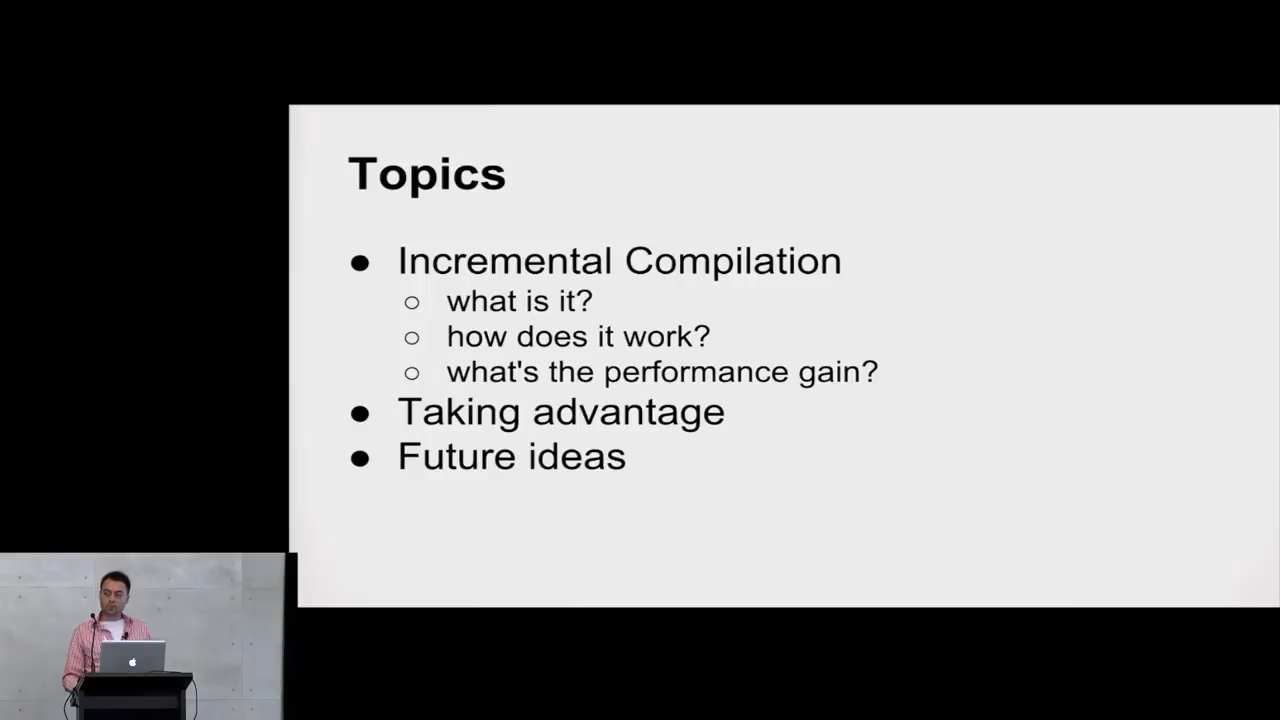 Topics
● Incremental Compilation
○ what is it?
○ how does it work?
○ what's the performance gain?
● Taking advantage
● Future ideas